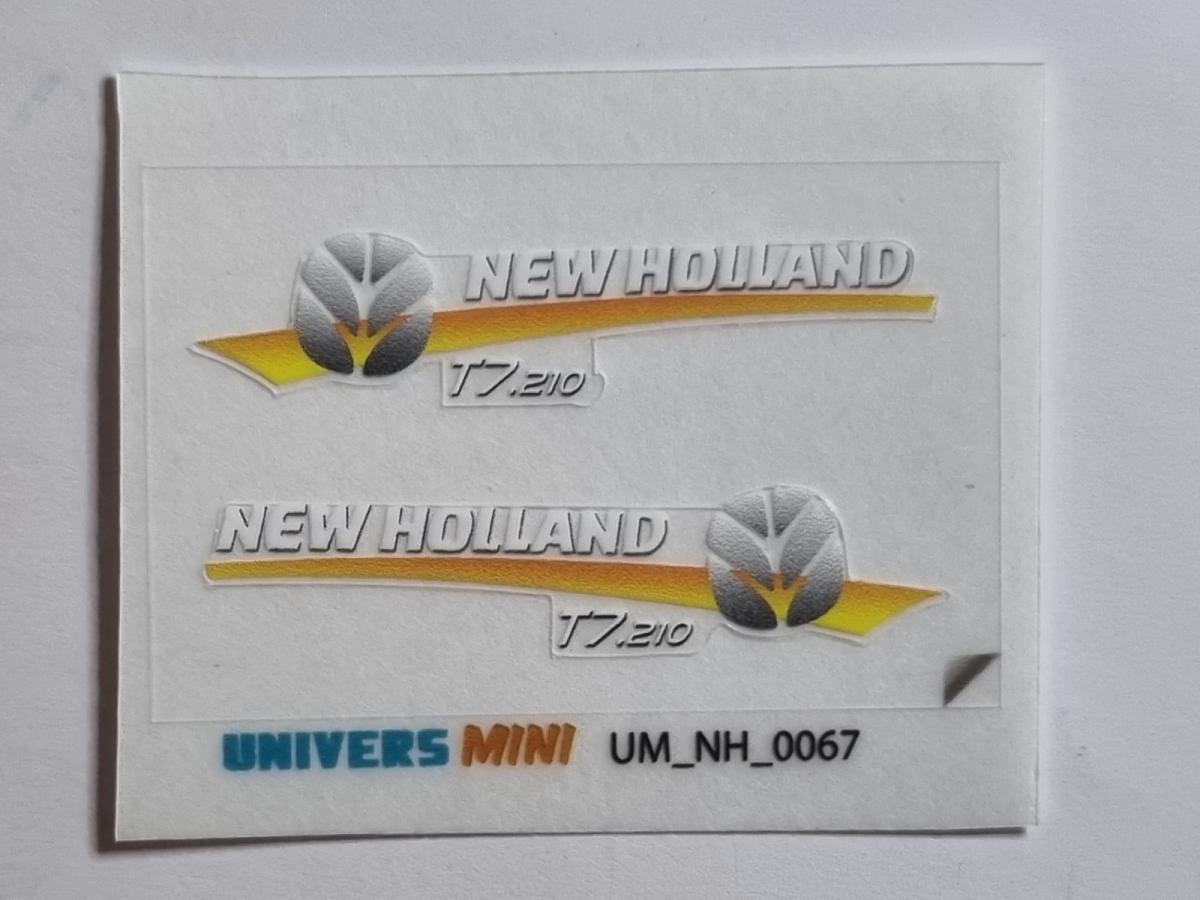 NEW HOLLAND
T7.210
NEW HOLLAND
T7.210
UNIVERS MINI UM_NH_0067